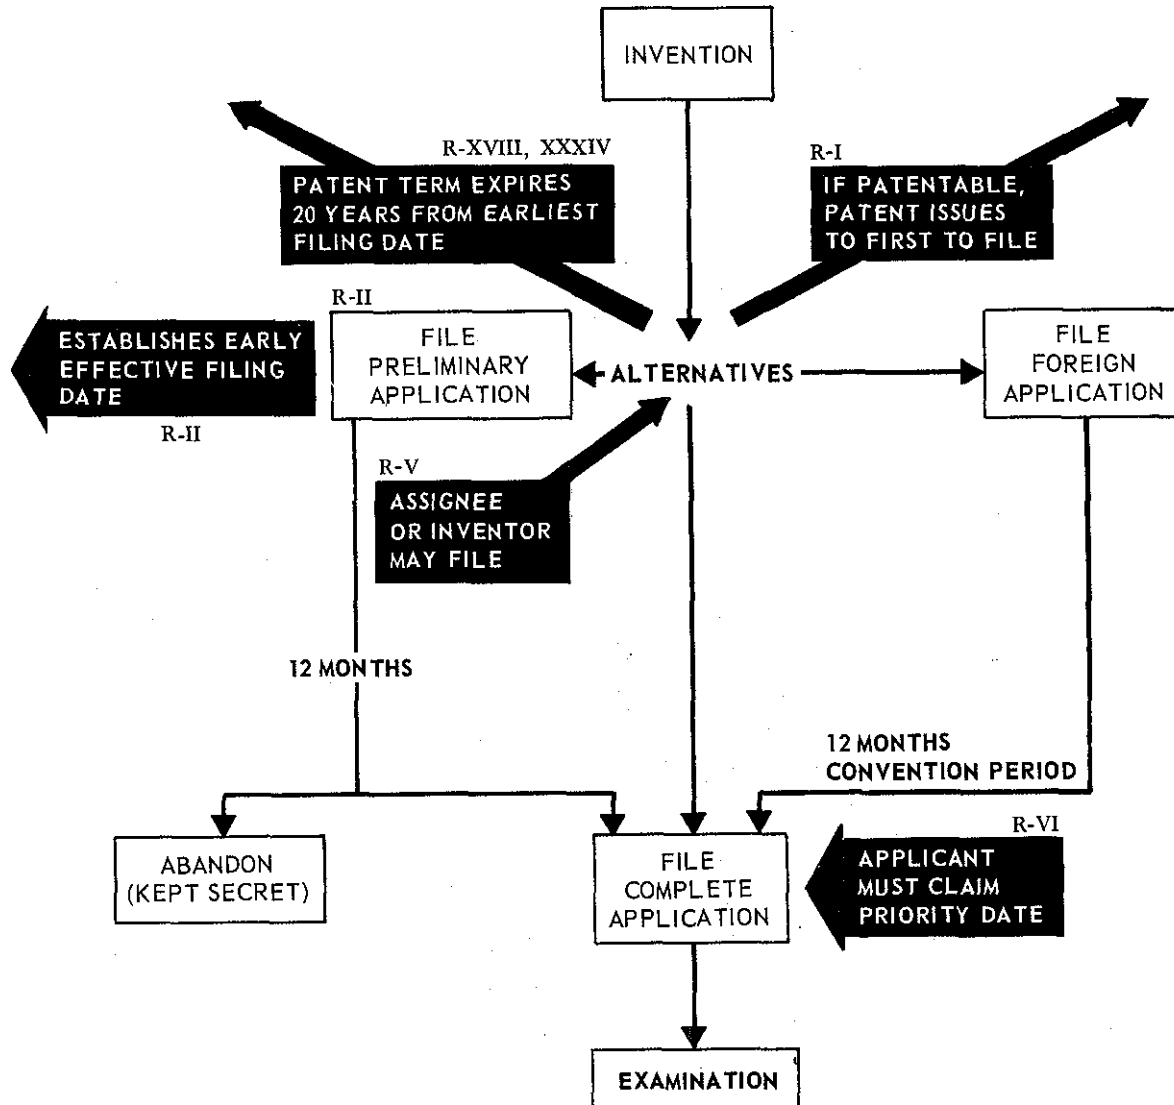 INVENTION
R-XVIII, XXXIV
PATENT TERM EXPIRES
20 YEARS FROM EARLIEST
FILING DATE
R-I
IF PATENTABLE,
PATENT ISSUES
TO FIRST TO FILE
R-II
ESTABLISHES EARLY
EFFECTIVE FILING
DATE
R-II
FILE
PRELIMINARY
APPLICATION
ALTERNATIVES
FILE
FOREIGN
APPLICATION
R-V
ASSIGNEE
OR INVENTOR
MAY FILE
12 MONTHS
12 MONTHS
CONVENTION PERIOD
ABANDON
(KEPT SECRET)
FILE
COMPLETE
APPLICATION
R-VI
APPLICANT
MUST CLAIM
PRIORITY DATE
EXAMINATION